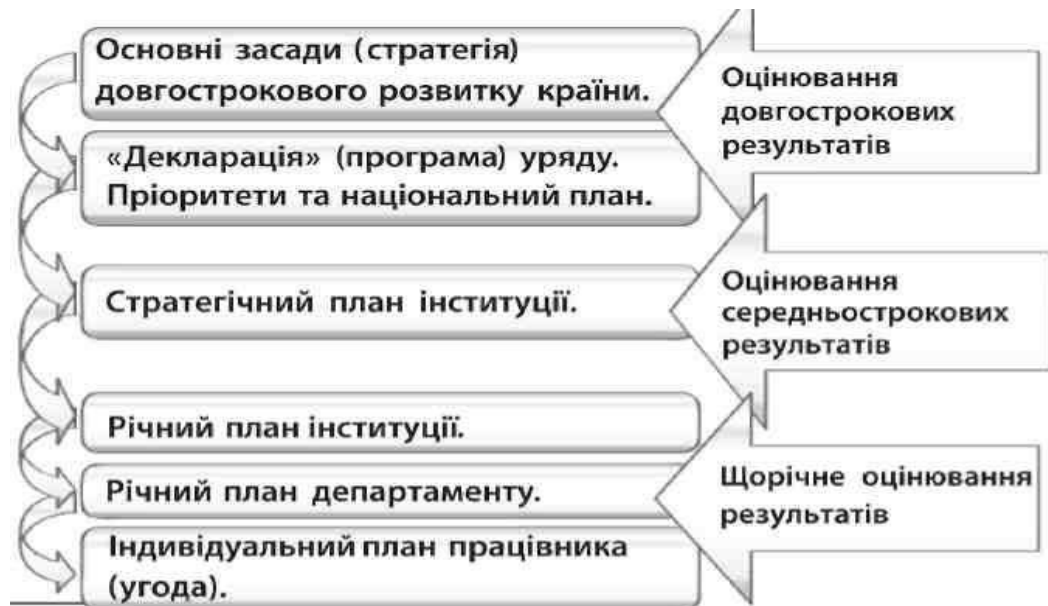 Основні засади (стратегія)
довгострокового розвитку країни.
«Декларація» (програма) уряду.
Пріоритети та національний план.
Стратегічний план інституції.
Річний план інституції.
Річний план департаменту.
Індивідуальний план працівника
(угода).
Оцінювання
довгострокових
результатів
Оцінювання
середньострокових
результатів
Щорічне оцінювання
результатів